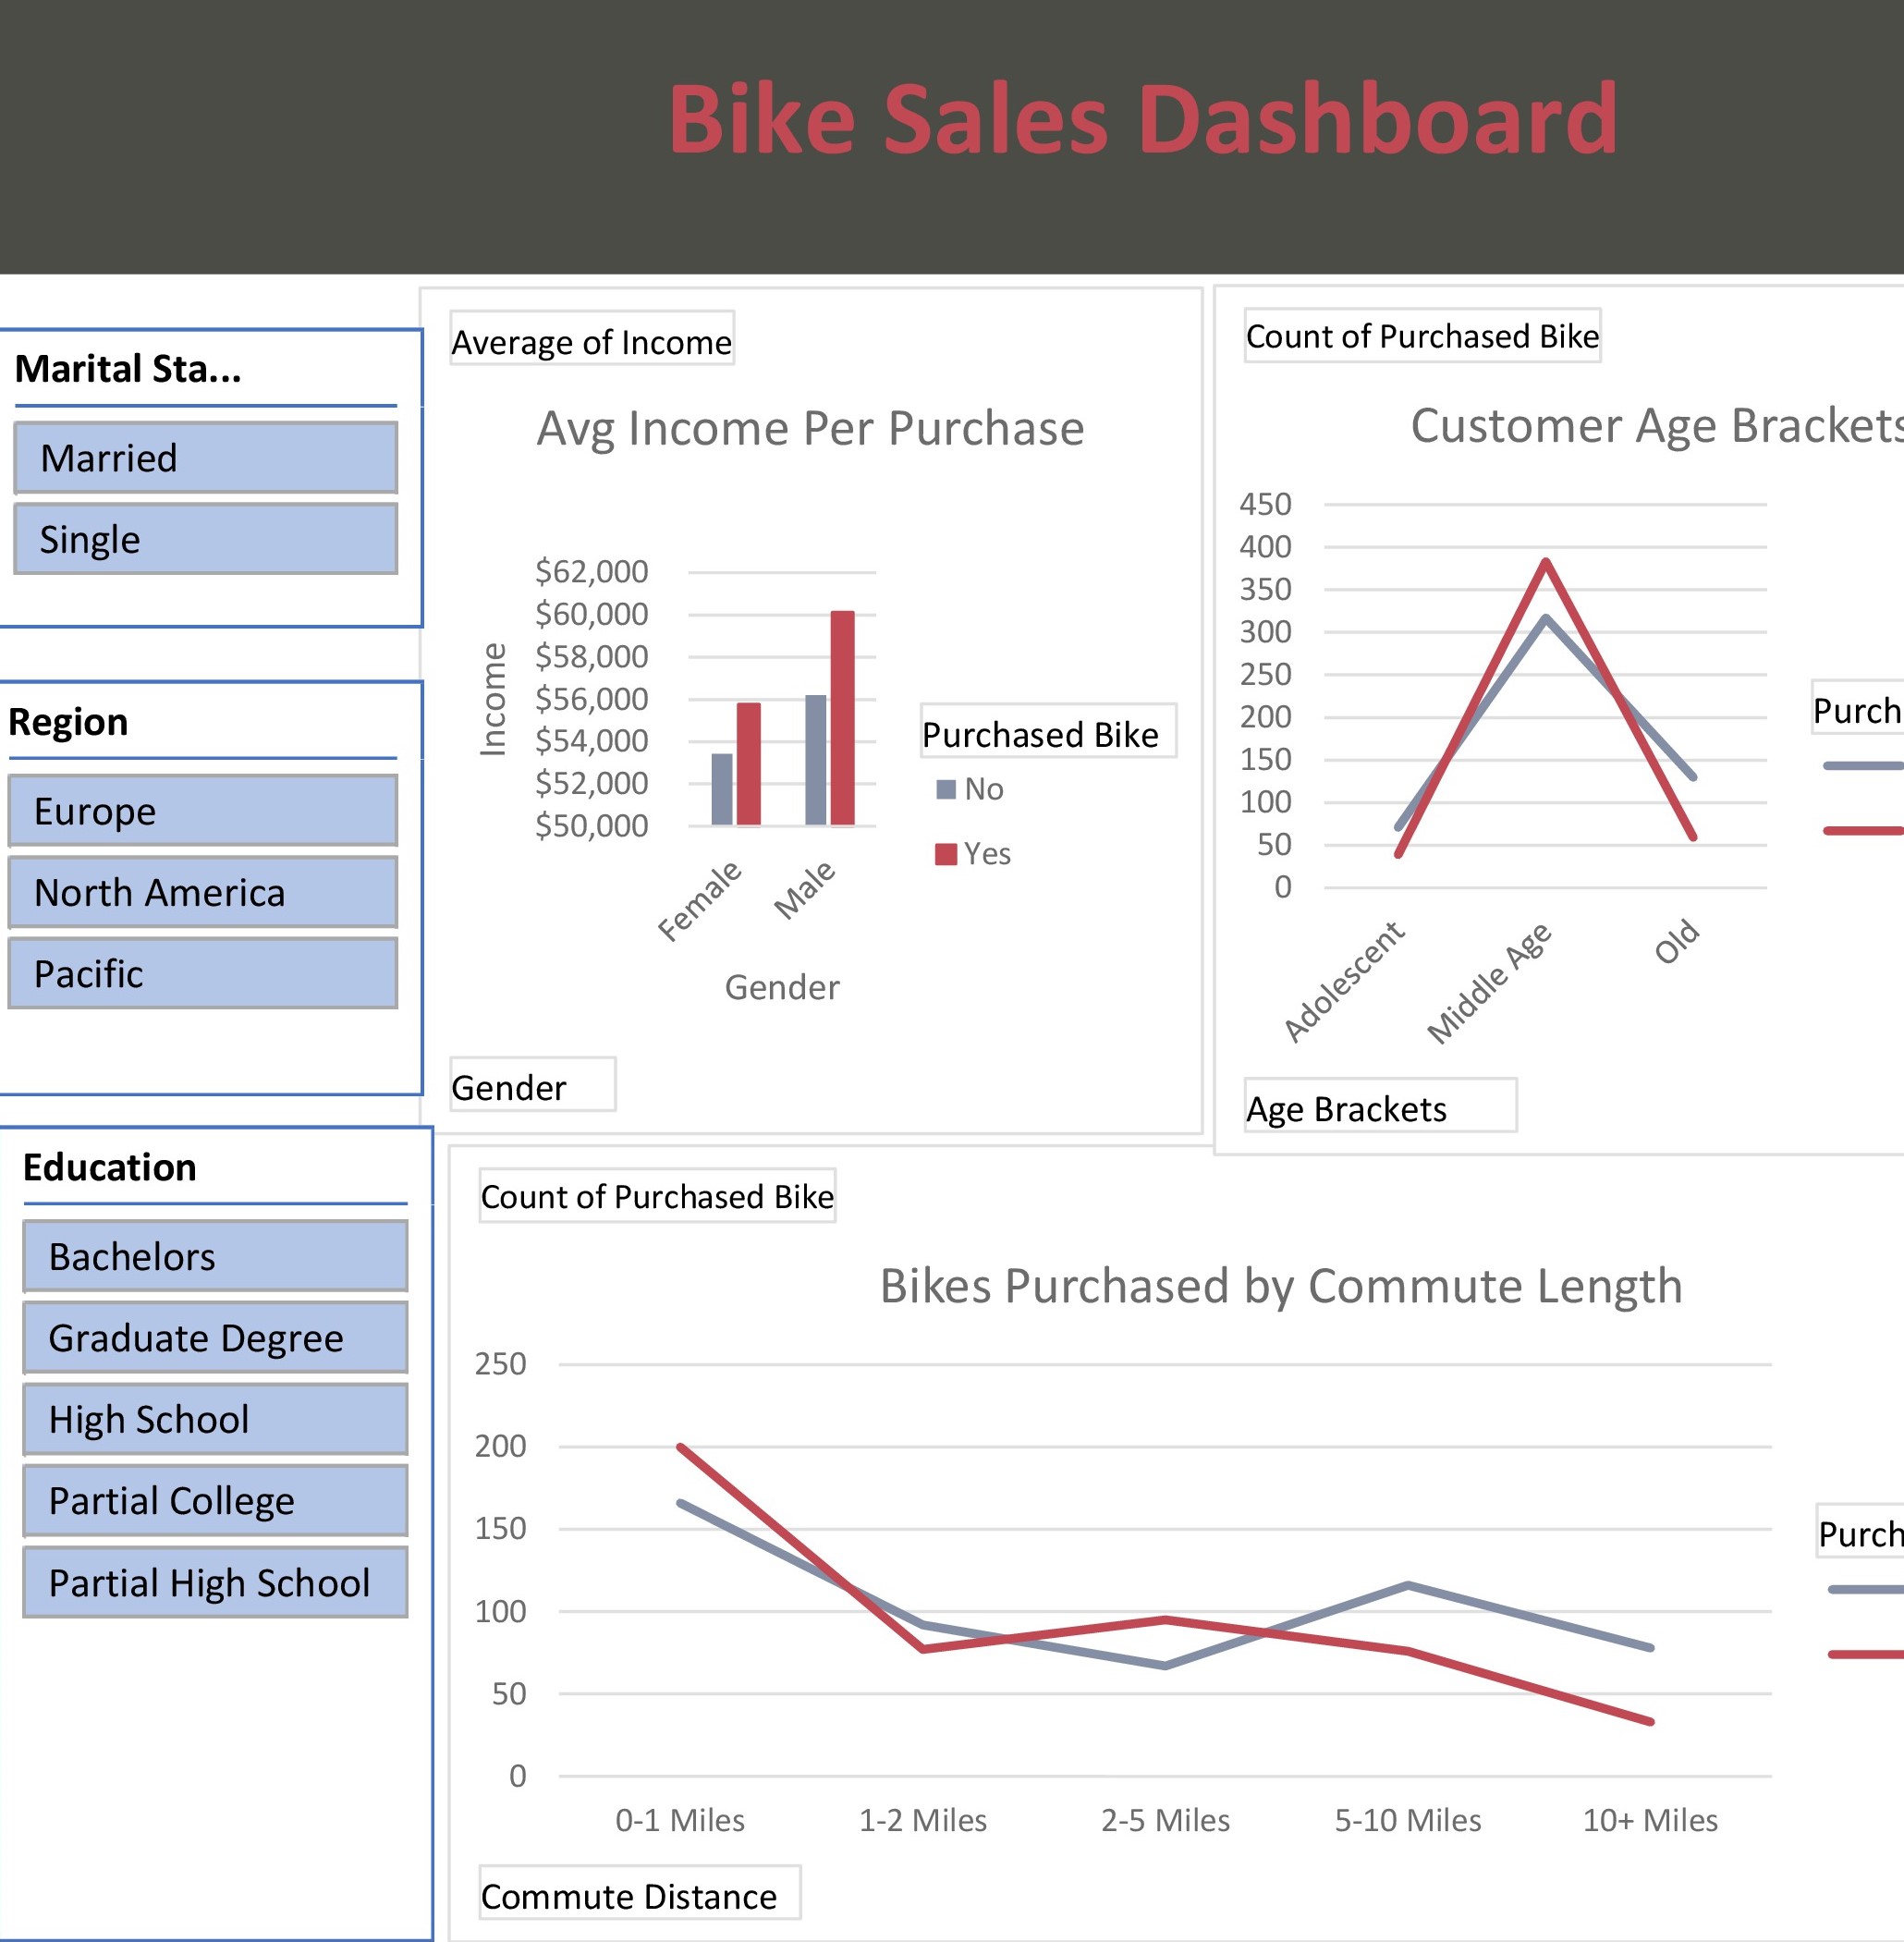 Bike Sales Dashboard
Marital Sta...
Married
Single
Region
Europe
North America
Pacific
Education
Bachelors
Graduate Degree
High School
Partial College
Partial High School
Average of Income
Avg Income Per Purchase
$62,000
$60,000
$58,000
$56,000
$54,000
$52,000
$50,000
Income
Female
Male
Gender
Purchased Bike
No
Yes
Gender
Count of Purchased Bike
Customer Age Brackets
450
400
350
300
250
200
150
100
50
0
Adolescent
Middle Age
Old
Purch
Age Brackets
Count of Purchased Bike
Bikes Purchased by Commute Length
250
200
150
100
50
0
0-1 Miles
1-2 Miles
2-5 Miles
5-10 Miles
10+ Miles
Purch
Commute Distance